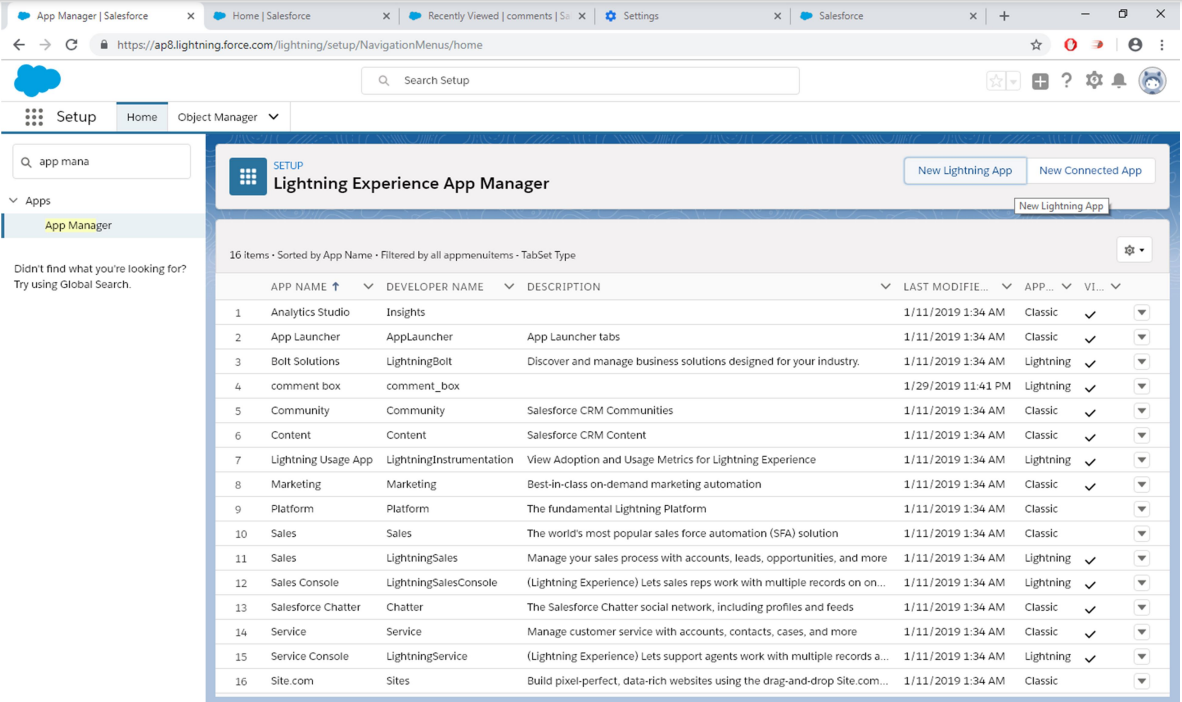 App Manager | Salesforce
Home | Salesforce
Recently Viewed | comments | Sa
Settings
Salesforce
https://ap8.lightning.force.com/lightning/setup/NavigationMenus/home
Search Setup
Setup
Home
Object Manager
app mana
Apps
App Manager
Didn't find what you're looking for?
Try using Global Search.
SETUP
Lightning Experience App Manager
New Lightning App
New Connected App
New Lightning App
16 items • Sorted by App Name • Filtered by all appmenuitems - TabSet Type
APP NAME DEVELOPER NAME DESCRIPTION LAST MODIFIE... APP... VI...
1 Analytics Studio Insights 1/11/2019 1:34 AM Classic
2 App Launcher AppLauncher App Launcher tabs 1/11/2019 1:34 AM Classic
3 Bolt Solutions LightningBolt Discover and manage business solutions designed for your industry. 1/11/2019 1:34 AM Lightning
4 comment box comment_box 1/29/2019 11:41 PM Lightning
5 Community Community Salesforce CRM Communities 1/11/2019 1:34 AM Classic
6 Content Content Salesforce CRM Content 1/11/2019 1:34 AM Classic
7 Lightning Usage App LightningInstrumentation View Adoption and Usage Metrics for Lightning Experience 1/11/2019 1:34 AM Lightning
8 Marketing Marketing Best-in-class on-demand marketing automation 1/11/2019 1:34 AM Classic
9 Platform Platform The fundamental Lightning Platform 1/11/2019 1:34 AM Classic
10 Sales Sales The world's most popular sales force automation (SFA) solution 1/11/2019 1:34 AM Classic
11 Sales LightningSales Manage your sales process with accounts, leads, opportunities, and more 1/11/2019 1:34 AM Lightning
12 Sales Console LightningSalesConsole (Lightning Experience) Lets sales reps work with multiple records on on... 1/11/2019 1:34 AM Lightning
13 Salesforce Chatter Chatter The Salesforce Chatter social network, including profiles and feeds 1/11/2019 1:34 AM Classic
14 Service Service Manage customer service with accounts, contacts, cases, and more 1/11/2019 1:34 AM Classic
15 Service Console LightningService (Lightning Experience) Lets support agents work with multiple records a... 1/11/2019 1:34 AM Lightning
16 Site.com Sites Build pixel-perfect, data-rich websites using the drag-and-drop Site.com... 1/11/2019 1:34 AM Classic